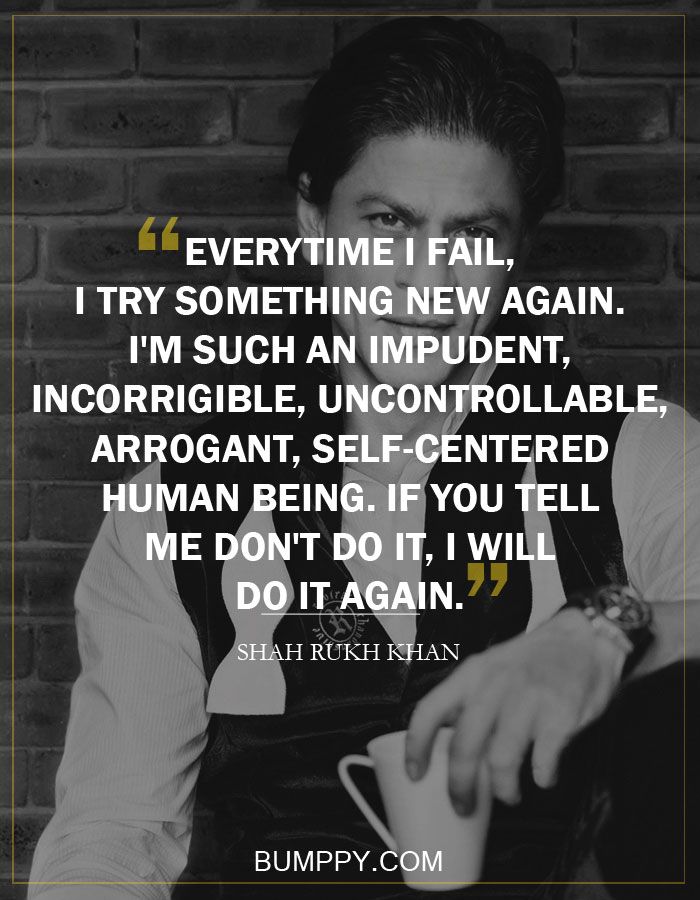 “EVERYTIME I FAIL,
I TRY SOMETHING NEW AGAIN.
I'M SUCH AN IMPUDENT,
INCORRIGIBLE, UNCONTROLLABLE,
ARROGANT, SELF-CENTERED
HUMAN BEING. IF YOU TELL
ME DON'T DO IT, I WILL
DO IT AGAIN.”
SHAH RUKH KHAN
BUMPPY.COM